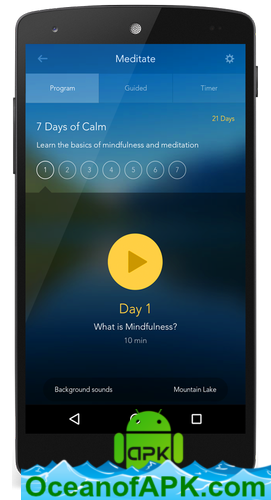 Meditate
Program Guided Timer
21 Days
7 Days of Calm
Learn the basics of mindfulness and meditation
1 2 3 4 5 6 7
Day 1
What is Mindfulness?
10 min
Background sounds Mountain Lake
APK
OceanofAPK.com